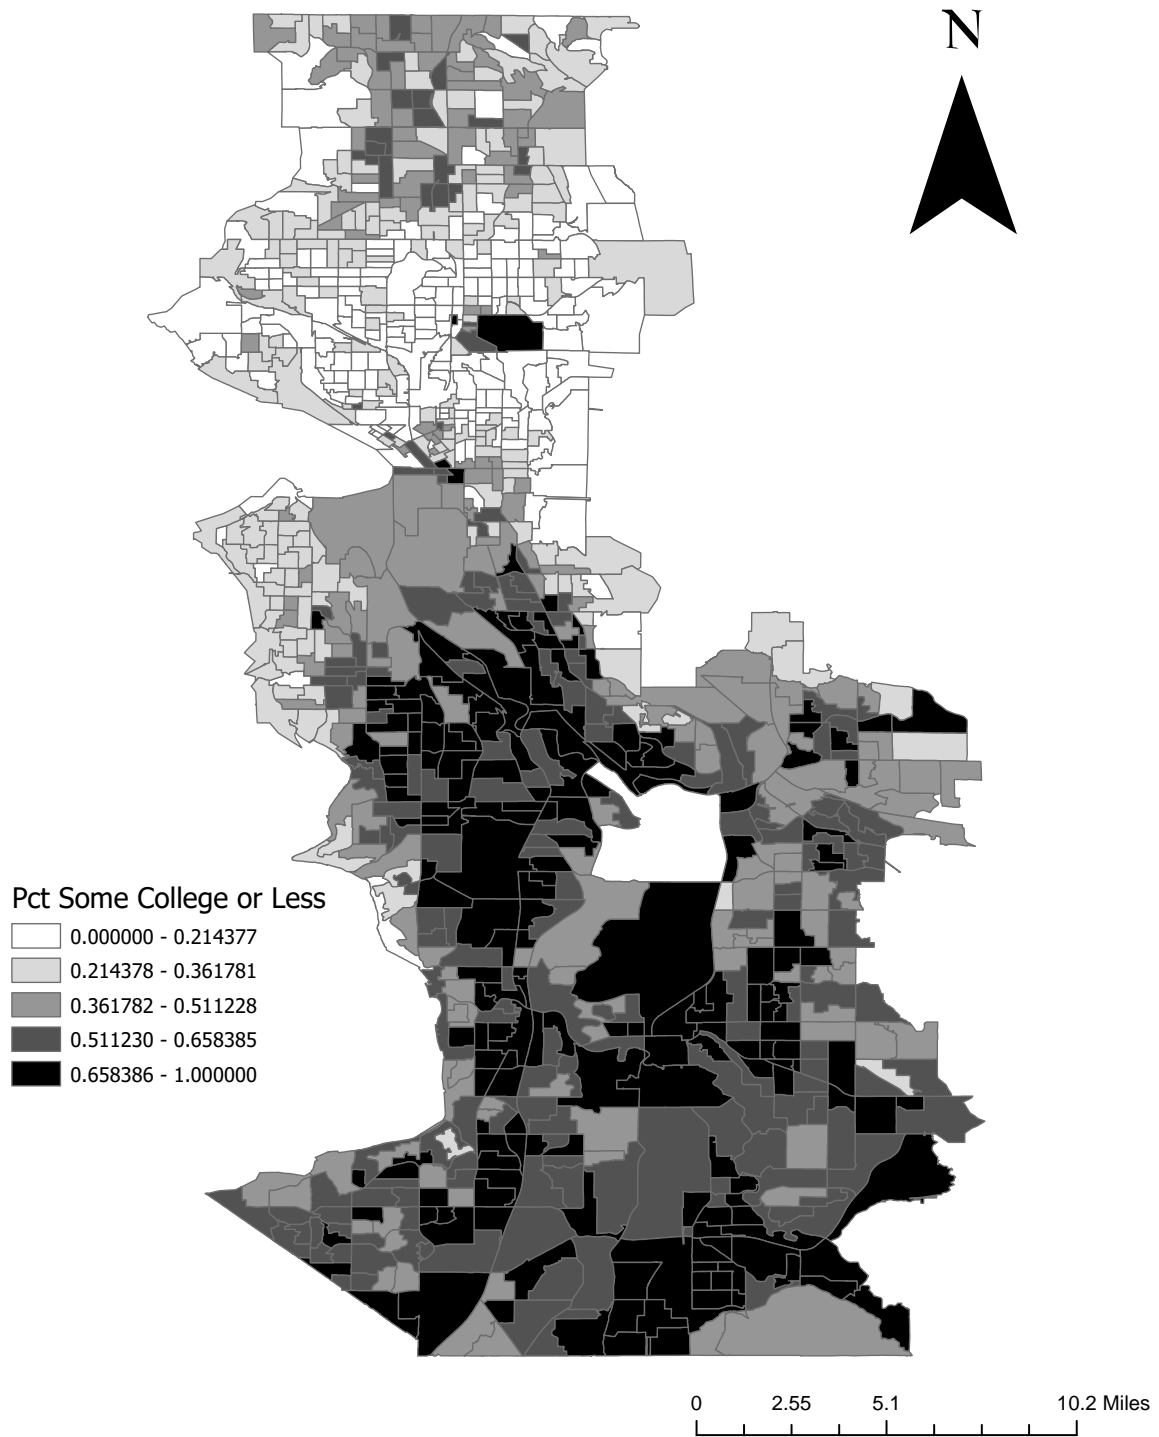 N
Pct Some College or Less
0.000000 - 0.214377
0.214378 - 0.361781
0.361782 - 0.511228
0.511230 - 0.658385
0.658386 - 1.000000
0 2.55 5.1 10.2 Miles